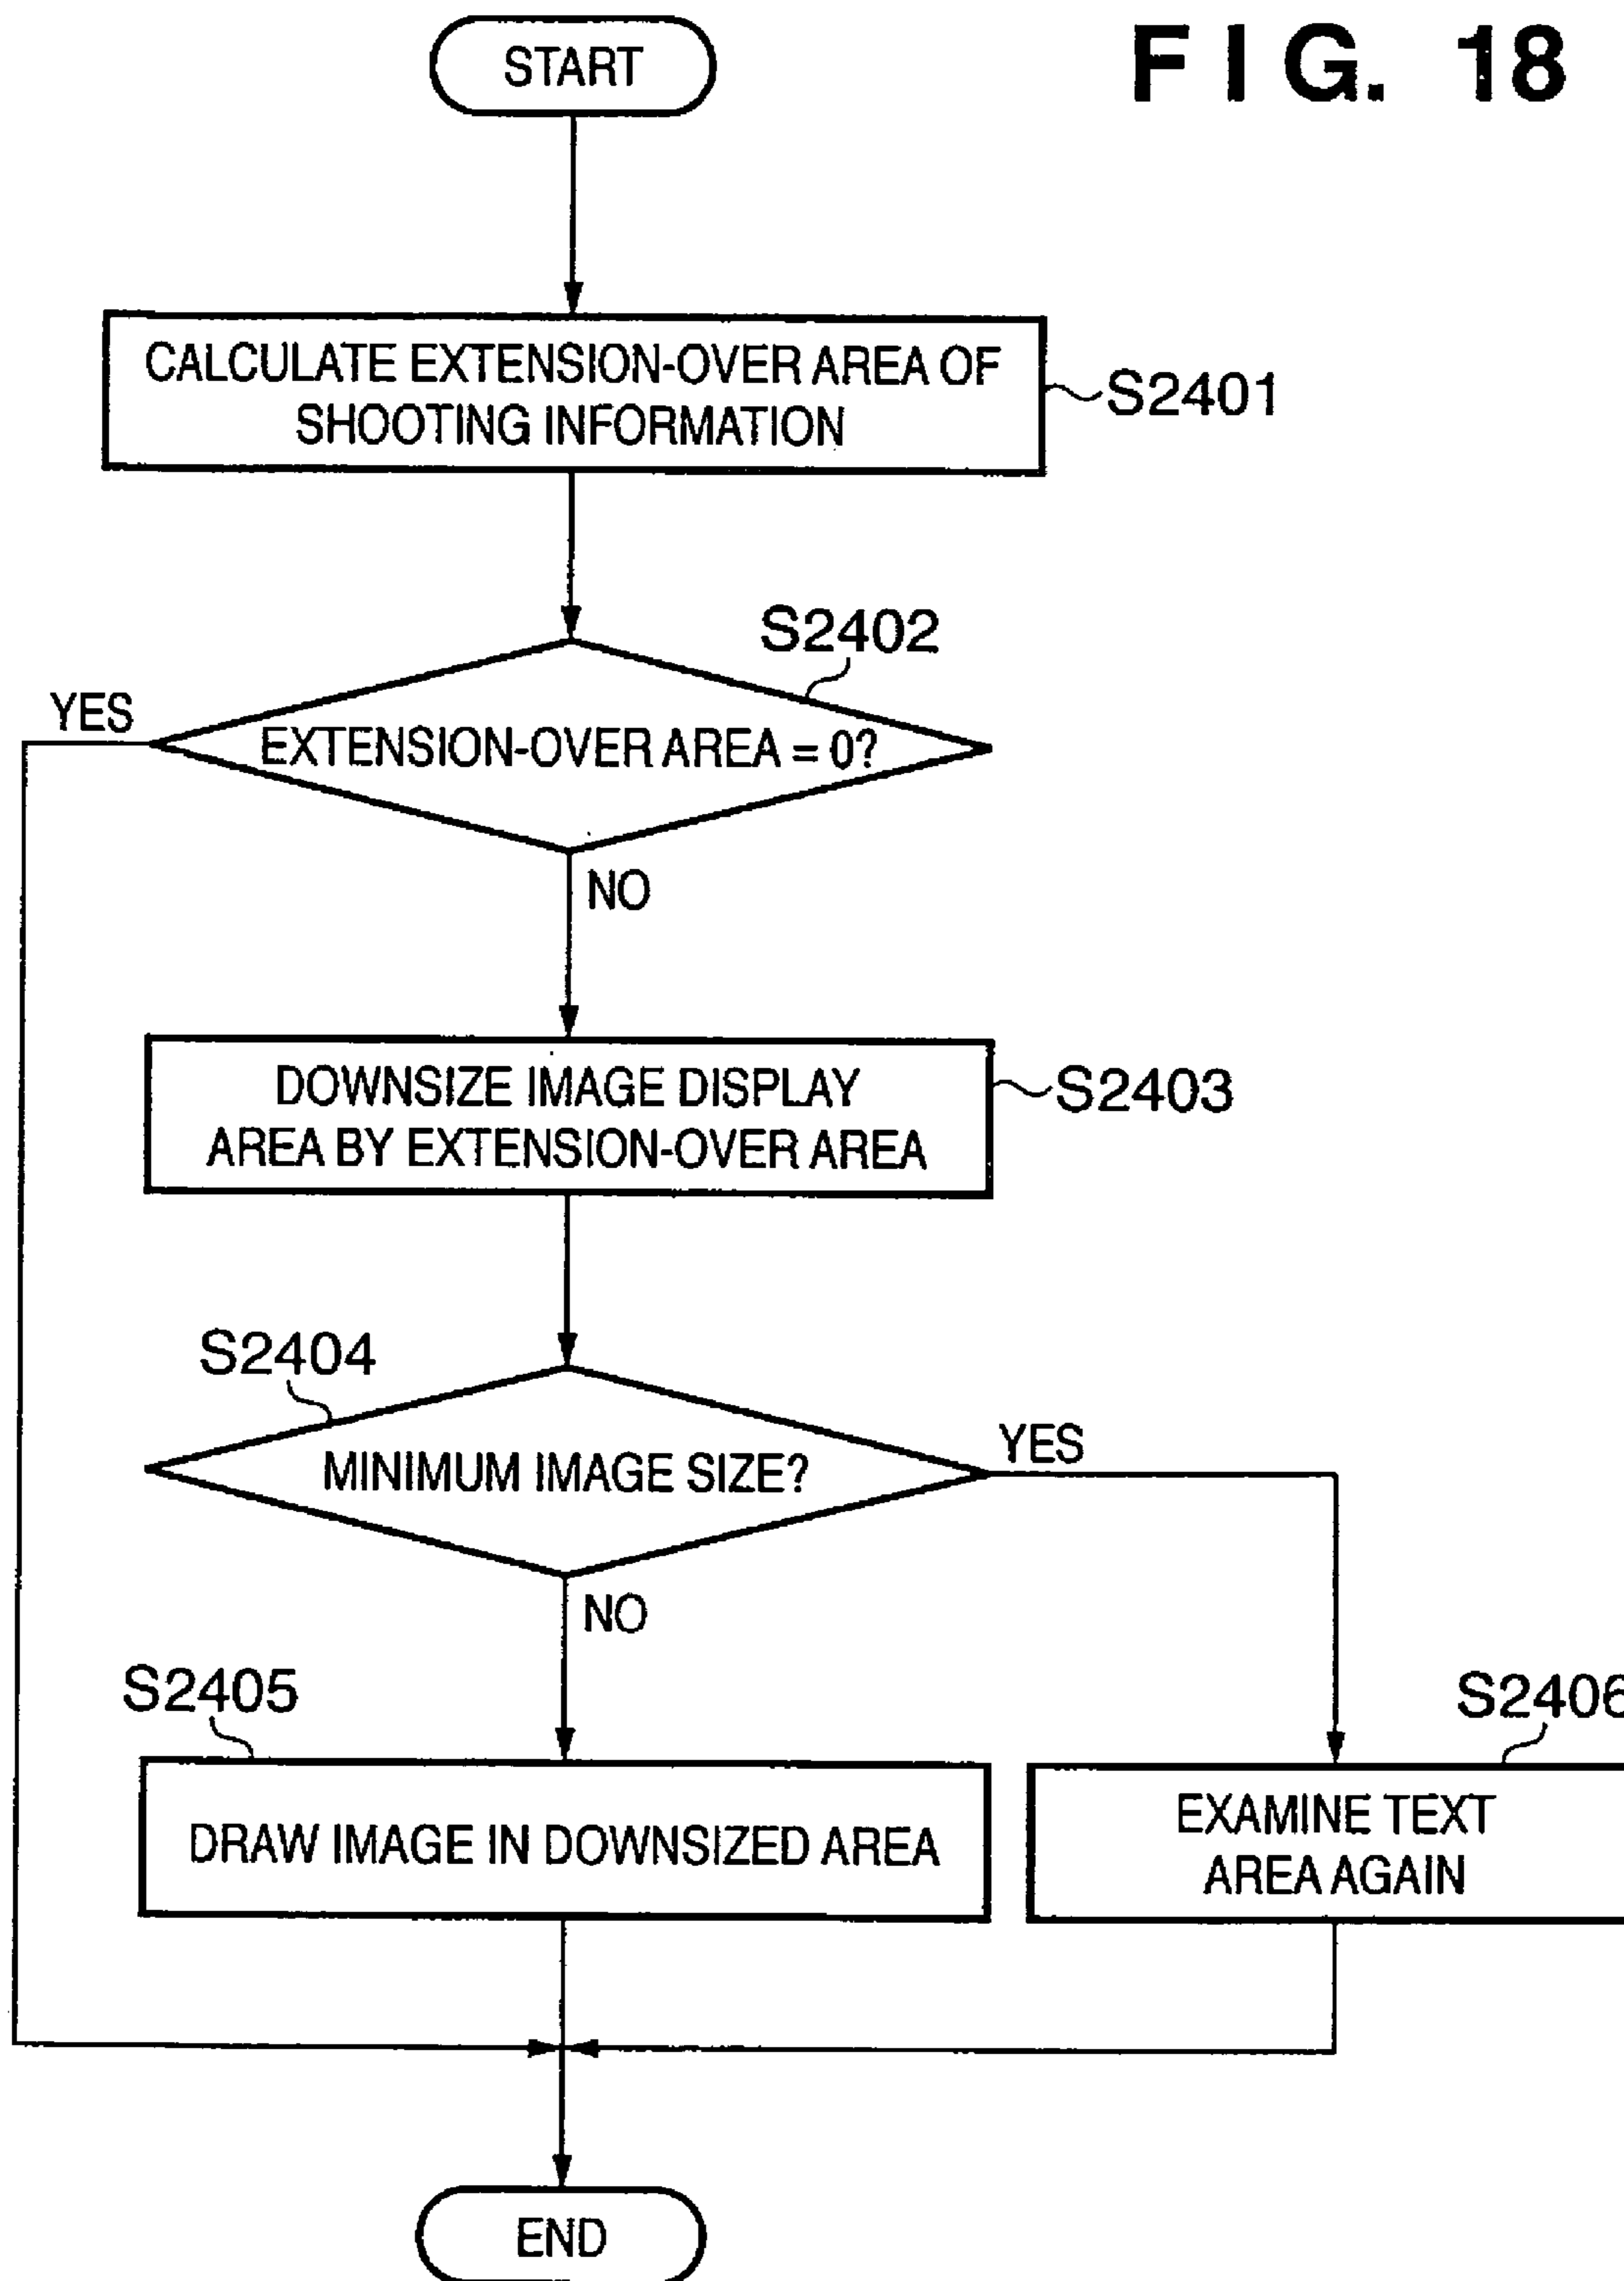 FIG. 18
START
CALCULATE EXTENSION-OVER AREA OF
SHOOTING INFORMATION
S2401
S2402
YES
EXTENSION-OVER AREA = 0?
NO
DOWNSIZE IMAGE DISPLAY
AREA BY EXTENSION-OVER AREA
S2403
S2404
MINIMUM IMAGE SIZE?
YES
NO
S2405
S2406
DRAW IMAGE IN DOWNSIZED AREA
EXAMINE TEXT
AREA AGAIN
END